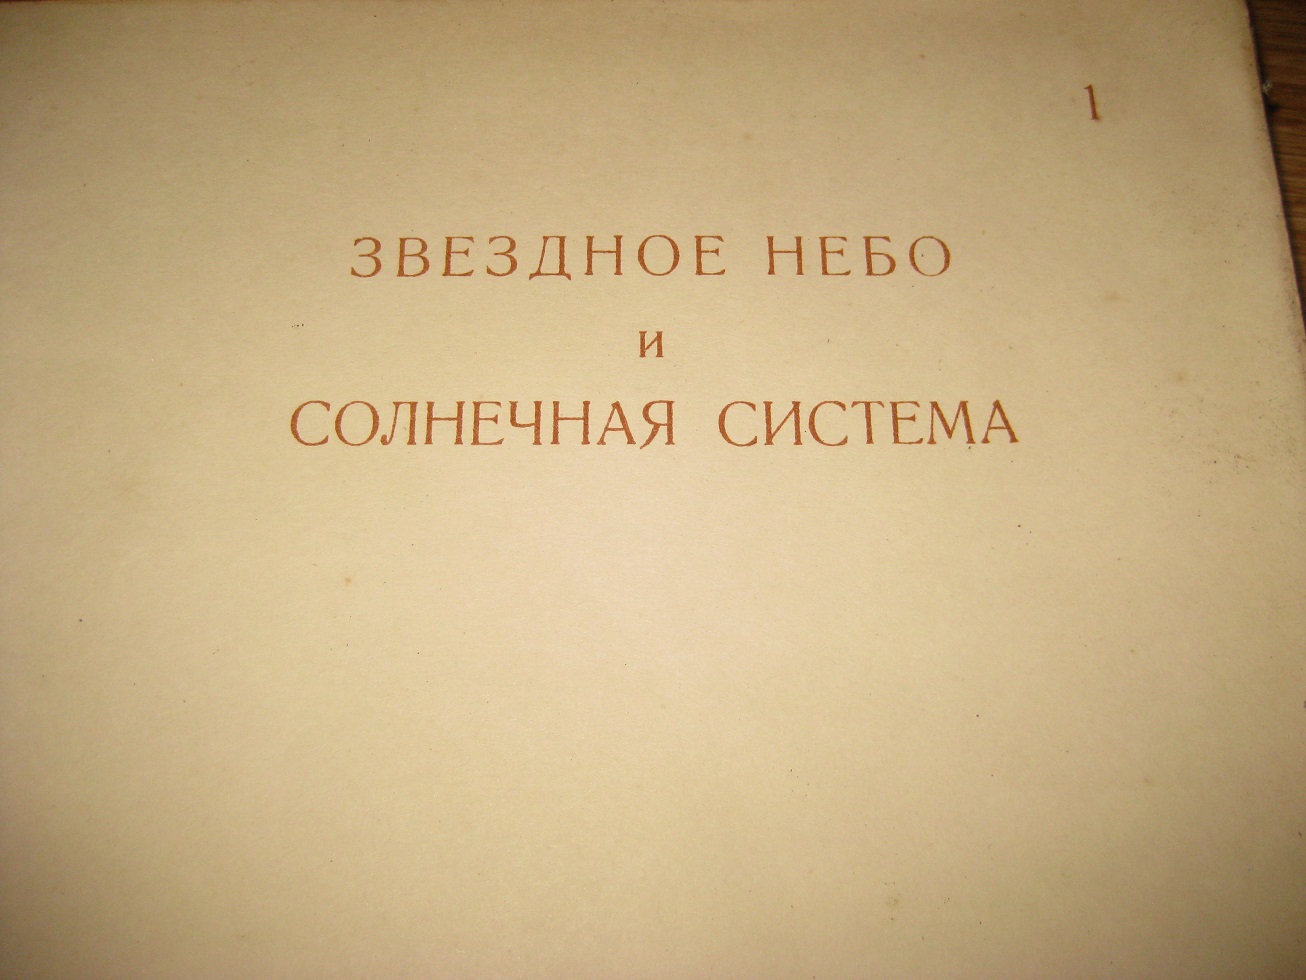 1
ЗВЕЗДНОЕ НЕБО
И
СОЛНЕЧНАЯ СИСТЕМА